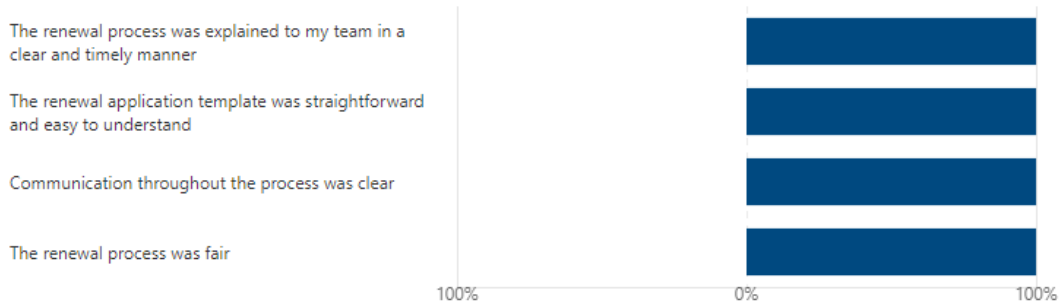 The renewal process was explained to my team in a
clear and timely manner
The renewal application template was straightforward
and easy to understand
Communication throughout the process was clear
The renewal process was fair
100%
0%
100%